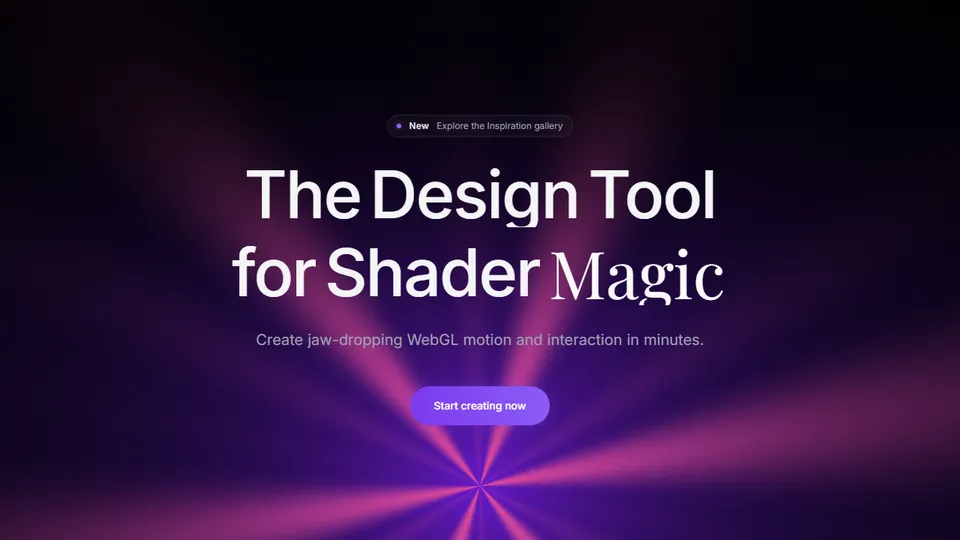 New Explore the Inspiration gallery
The Design Tool
for Shader Magic
Create jaw-dropping WebGL motion and interaction in minutes.
Start creating now